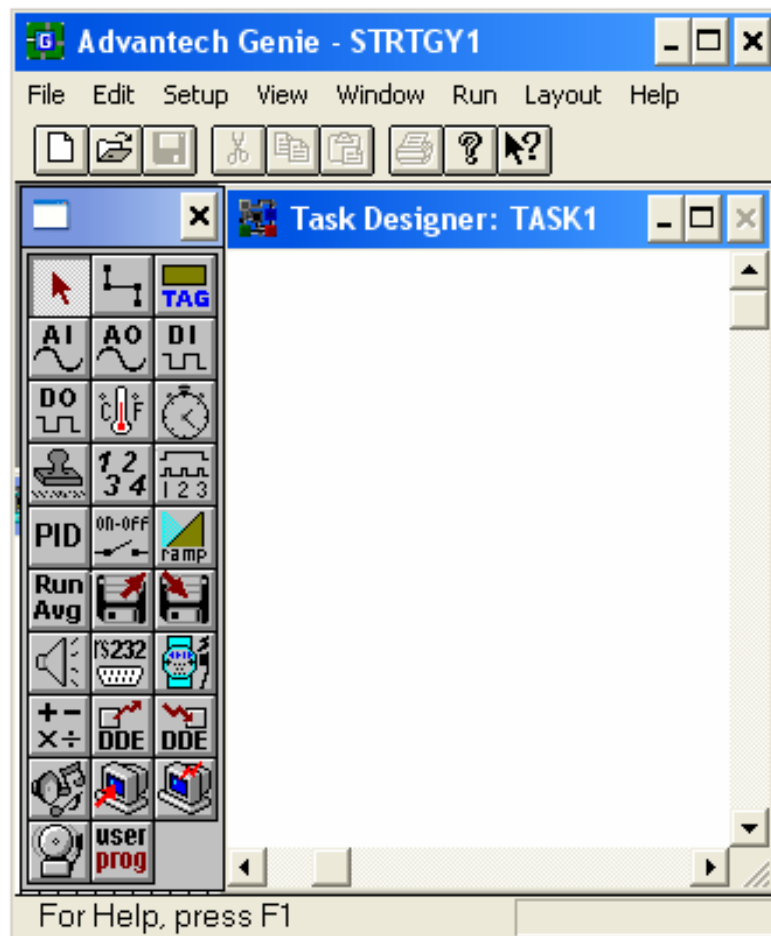 Advantech Genie - STRTGY1
File Edit Setup View Window Run Layout Help
Task Designer: TASK1
TAG
AI AO DI
DO °C °F
1 2 3 4 1 2 3
PID on-off ramp
Run Avg
rs232
+ - × ÷ DDE DDE
user prog
For Help, press F1